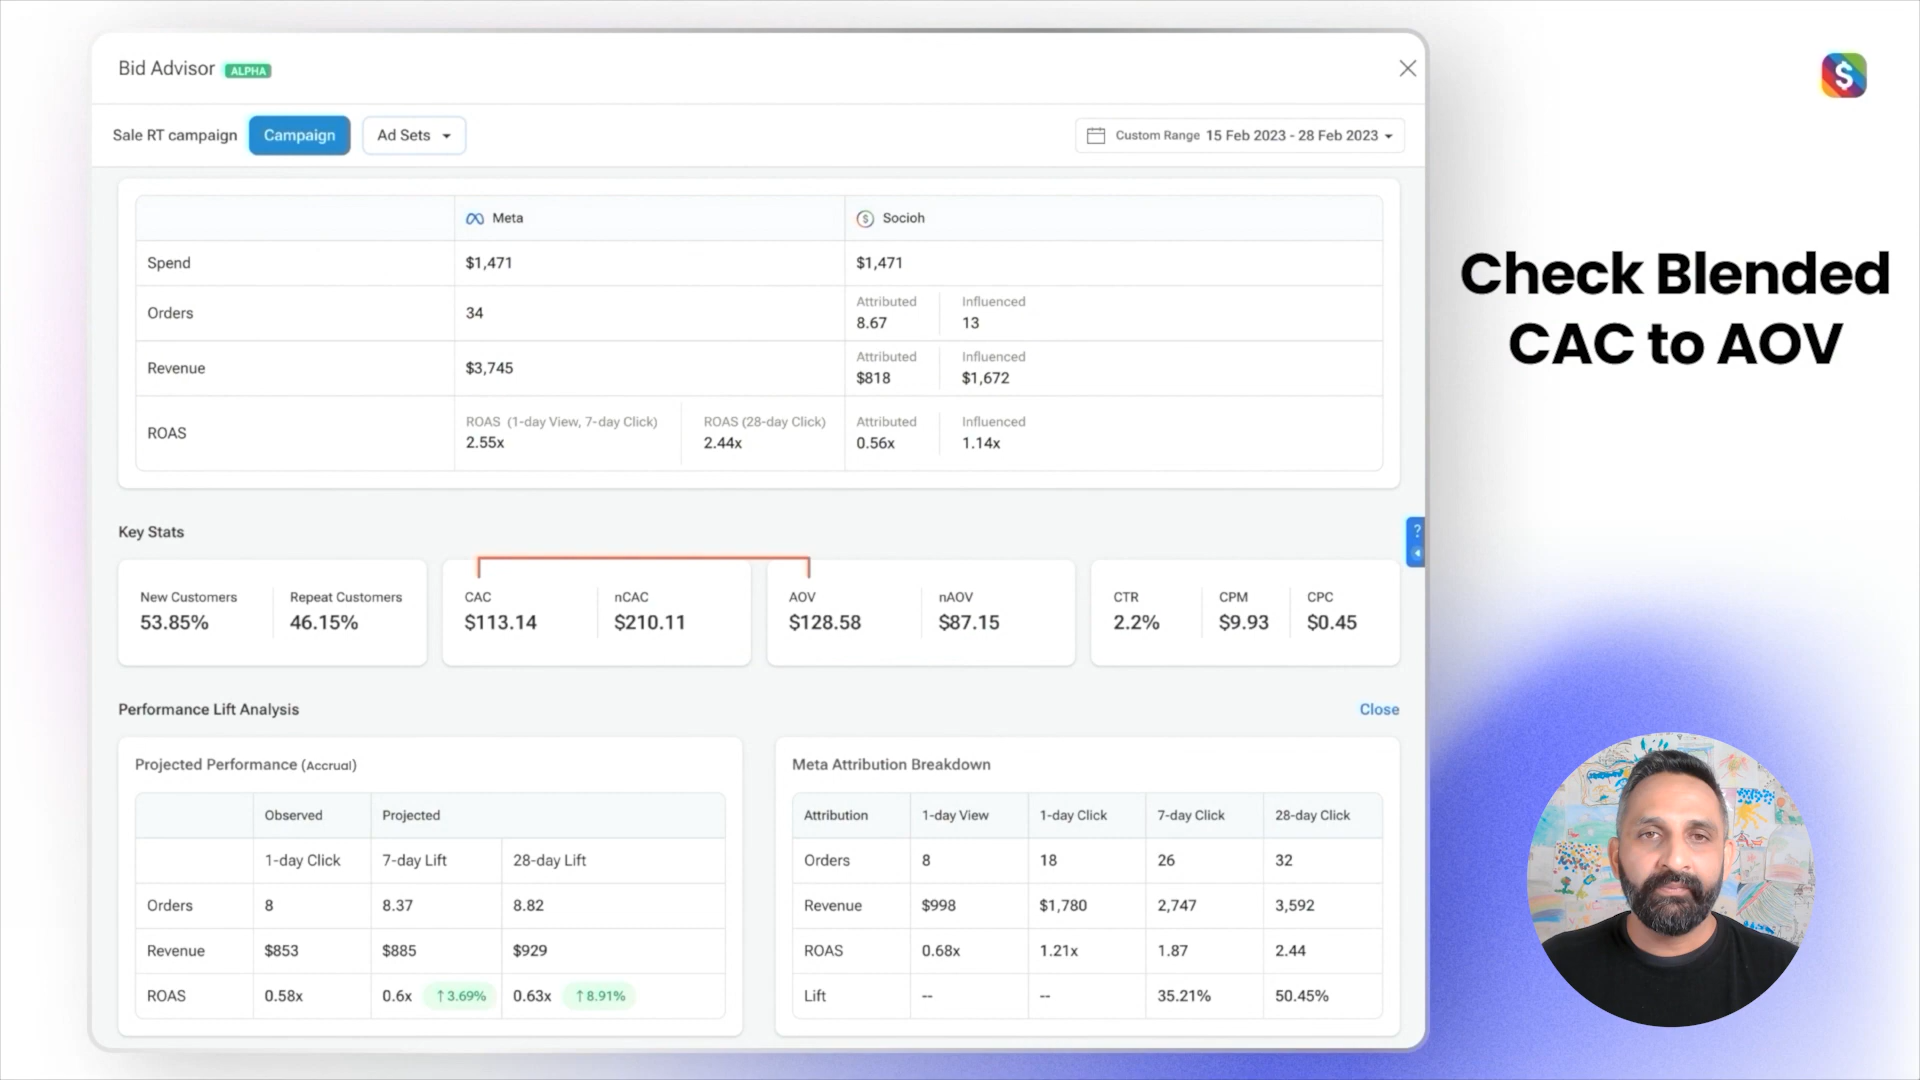 Bid Advisor ALPHA
Sale RT campaign Campaign Ad Sets Custom Range 15 Feb 2023 - 28 Feb 2023
Check Blended
CAC to AOV
Meta Socioh
Spend $1,471 $1,471
Orders 34 Attributed 8.67 Influenced 13
Revenue $3,745 Attributed $818 Influenced $1,672
ROAS ROAS (1-day View, 7-day Click) 2.55x ROAS (28-day Click) 2.44x Attributed 0.56x Influenced 1.14x
Key Stats
?
New Customers Repeat Customers CAC nCAC AOV nAOV CTR CPM CPC
53.85% 46.15% $113.14 $210.11 $128.58 $87.15 2.2% $9.93 $0.45
Performance Lift Analysis Close
Projected Performance (Accrual)
Observed Projected
1-day Click 7-day Lift 28-day Lift
Orders 8 8.37 8.82
Revenue $853 $885 $929
ROAS 0.58x 0.6x ↑3.69% 0.63x ↑8.91%
Meta Attribution Breakdown
Attribution 1-day View 1-day Click 7-day Click 28-day Click
Orders 8 18 26 32
Revenue $998 $1,780 2,747 3,592
ROAS 0.68x 1.21x 1.87 2.44
Lift -- -- 35.21% 50.45%